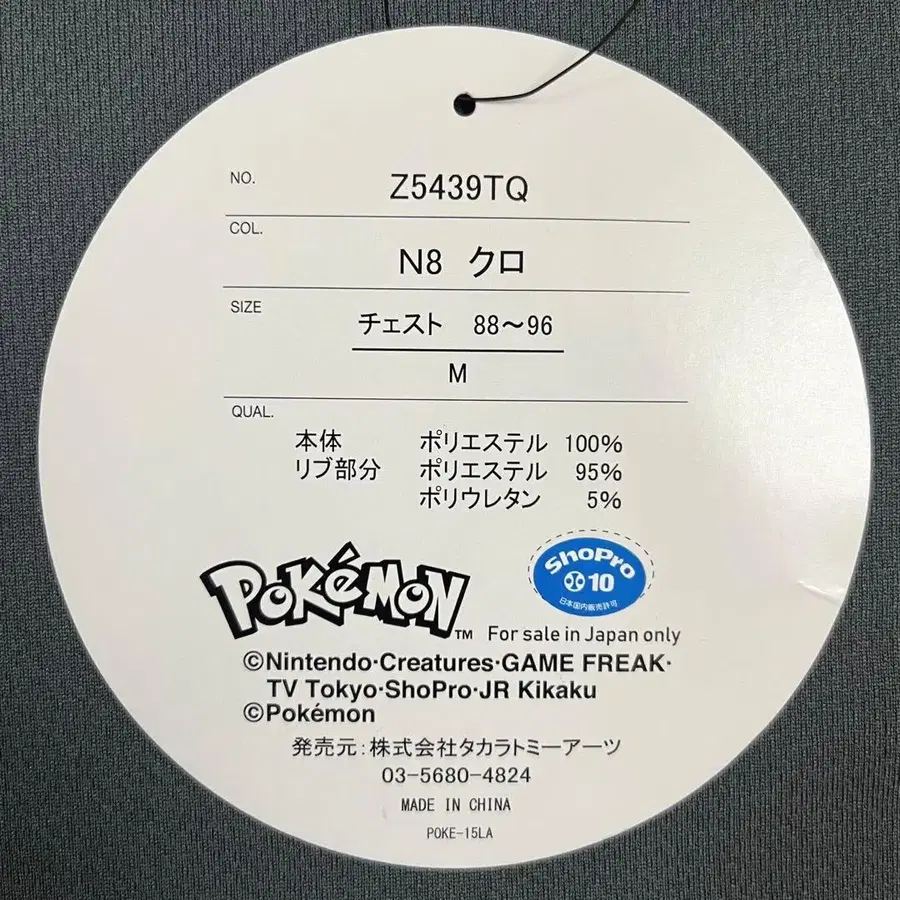 NO. Z5439TQ
COL. N8 クロ
SIZE チェスト 88～96
M
QUAL.
本体 ポリエステル 100%
リブ部分 ポリエステル 95%
ポリウレタン 5%
ShoPro
10
日本国内販売許可
POKéMON TM
For sale in Japan only
©Nintendo·Creatures·GAME FREAK·
TV Tokyo·ShoPro·JR Kikaku
©Pokémon
発売元：株式会社タカラトミーアーツ
03-5680-4824
MADE IN CHINA
POKE-15LA